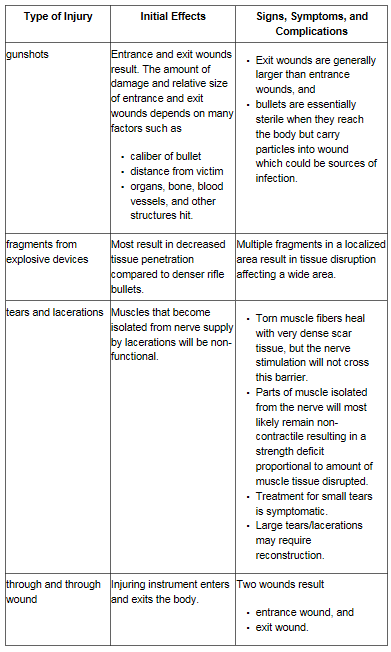 Type of Injury
Initial Effects
Signs, Symptoms, and
Complications
gunshots
Entrance and exit wounds
result. The amount of
damage and relative size
of entrance and exit
wounds depends on many
factors such as
• caliber of bullet
• distance from victim
• organs, bone, blood
vessels, and other
structures hit.
• Exit wounds are generally
larger than entrance
wounds, and
• bullets are essentially
sterile when they reach
the body but carry
particles into wound
which could be sources of
infection.
fragments from
explosive devices
Most result in decreased
tissue penetration
compared to denser rifle
bullets.
Multiple fragments in a localized
area result in tissue disruption
affecting a wide area.
tears and lacerations
Muscles that become
isolated from nerve supply
by lacerations will be non-
functional.
• Torn muscle fibers heal
with very dense scar
tissue, but the nerve
stimulation will not cross
this barrier.
• Parts of muscle isolated
from the nerve will most
likely remain non-
contractile resulting in a
strength deficit
proportional to amount of
muscle tissue disrupted.
• Treatment for small tears
is symptomatic.
• Large tears/lacerations
may require
reconstruction.
through and through
wound
Injuring instrument enters
and exits the body.
Two wounds result
• entrance wound, and
• exit wound.